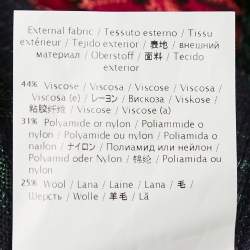 External fabric / Tessuto esterno / Tissu
extérieur / Tejido exterior / 表地 / внешний
материал / Oberstoff / 面料 / Tecido
exterior
44% Viscose / Viscosa / Viscose / Viscosa /
Viscosa (e) / レーヨン / Вискоза / Viskose /
粘胶纤维 / Viscose / Viscose (a)
31% Polyamide or nylon / Poliammide o
nylon / Polyamide ou nylon / Poliamida o
nailon / ナイロン / Полиамид или нейлон /
Polyamid oder Nylon / 锦纶 / Poliamida ou
nylon
25% Wool / Lana / Laine / Lana / 毛 /
Шерсть / Wolle / 羊毛 / Lã